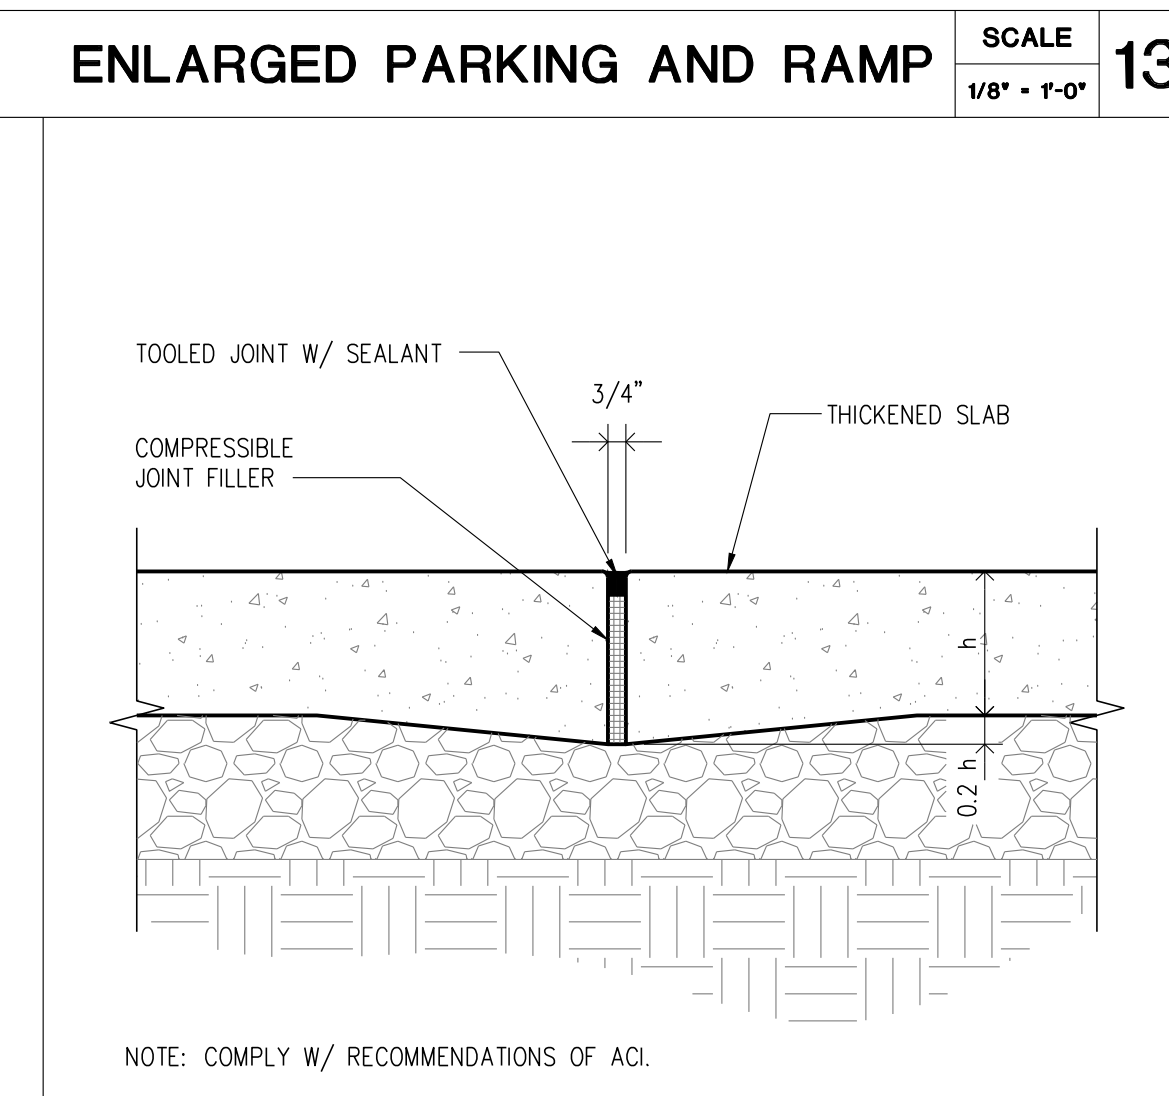 ENLARGED PARKING AND RAMP
SCALE
1/8" = 1'-0"
13
TOOLED JOINT W/ SEALANT
3/4"
THICKENED SLAB
COMPRESSIBLE
JOINT FILLER
h
0.2 h
NOTE: COMPLY W/ RECOMMENDATIONS OF ACI.